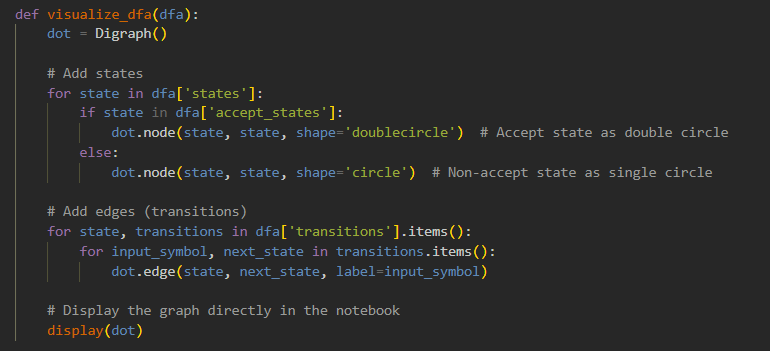 def visualize_dfa(dfa):
    dot = Digraph()

    # Add states
    for state in dfa['states']:
        if state in dfa['accept_states']:
            dot.node(state, state, shape='doublecircle')  # Accept state as double circle
        else:
            dot.node(state, state, shape='circle')  # Non-accept state as single circle

    # Add edges (transitions)
    for state, transitions in dfa['transitions'].items():
        for input_symbol, next_state in transitions.items():
            dot.edge(state, next_state, label=input_symbol)

    # Display the graph directly in the notebook
    display(dot)